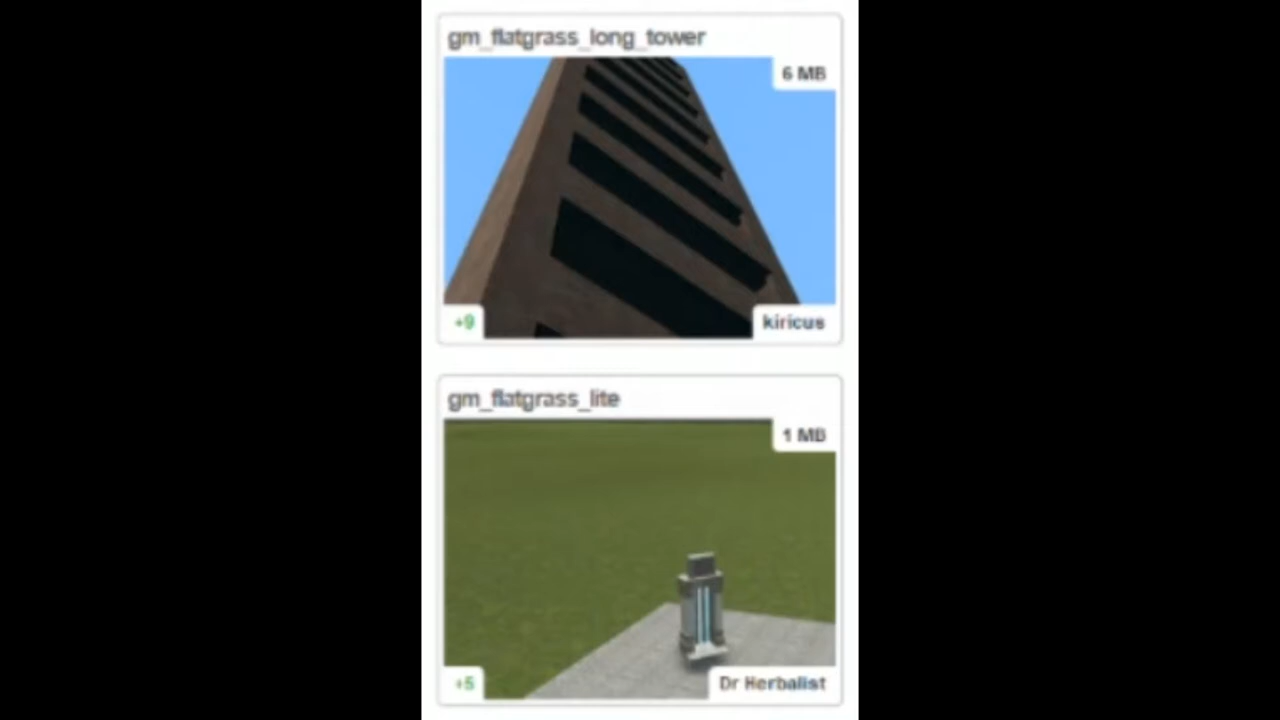 gm_flatgrass_long_tower
6 MB
+9
kiricus
gm_flatgrass_lite
1 MB
+5
Dr Herbalist